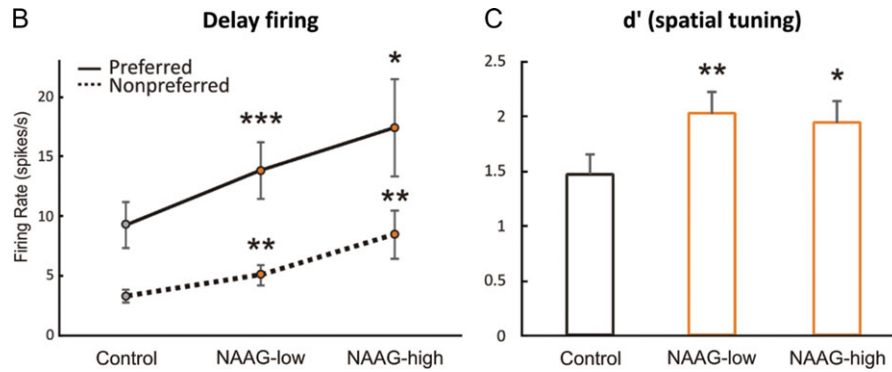 B Delay firing
Firing Rate (spikes/s)
20
15
10
5
0
Preferred
Nonpreferred
***
*
**
**
Control NAAG-low NAAG-high
C d' (spatial tuning)
2.5
2
1.5
1
0.5
0
**
*
Control NAAG-low NAAG-high